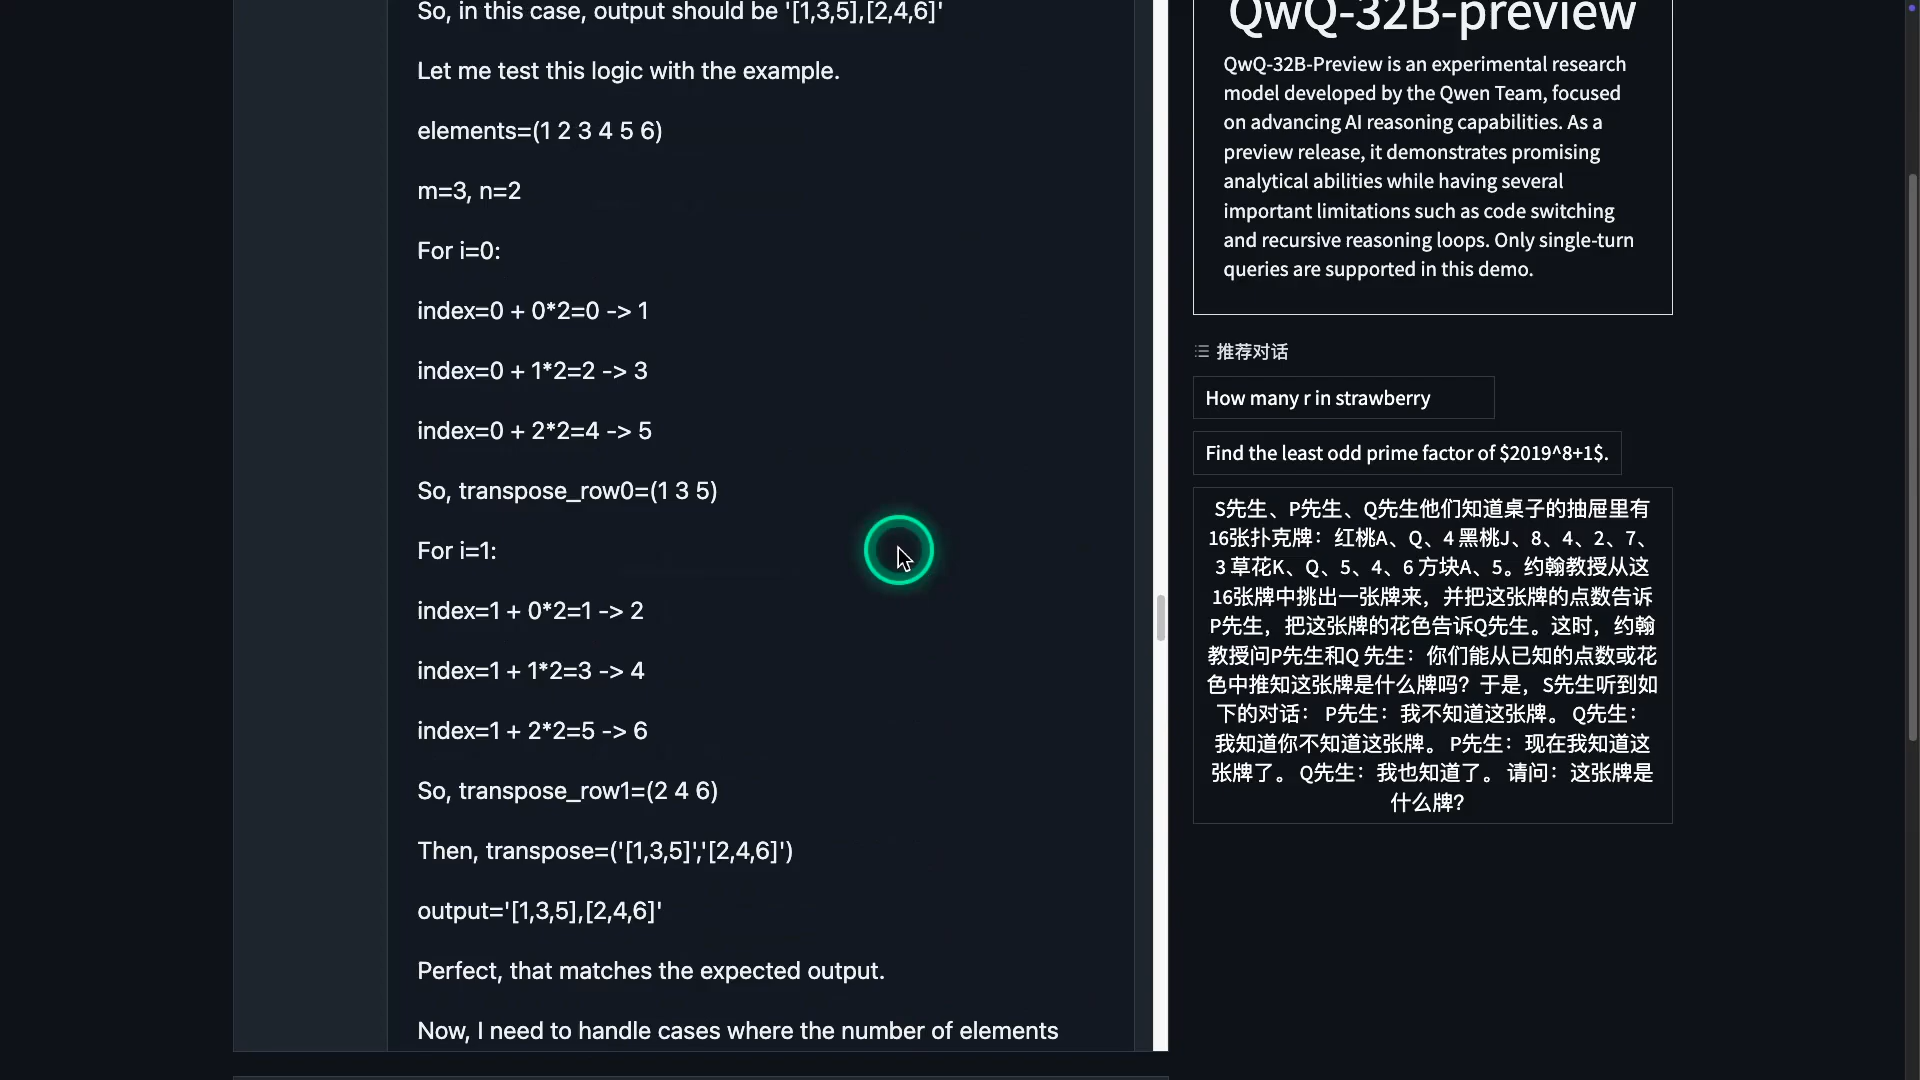 So, in this case, output should be '[1,3,5],[2,4,6]'
Let me test this logic with the example.
elements=(1 2 3 4 5 6)
m=3, n=2
For i=0:
index=0 + 0*2=0 -> 1
index=0 + 1*2=2 -> 3
index=0 + 2*2=4 -> 5
So, transpose_row0=(1 3 5)
For i=1:
index=1 + 0*2=1 -> 2
index=1 + 1*2=3 -> 4
index=1 + 2*2=5 -> 6
So, transpose_row1=(2 4 6)
Then, transpose=('[1,3,5]','[2,4,6]')
output='[1,3,5],[2,4,6]'
Perfect, that matches the expected output.
Now, I need to handle cases where the number of elements
QwQ-32B-preview
QwQ-32B-Preview is an experimental research
model developed by the Qwen Team, focused
on advancing AI reasoning capabilities. As a
preview release, it demonstrates promising
analytical abilities while having several
important limitations such as code switching
and recursive reasoning loops. Only single-turn
queries are supported in this demo.
推荐对话
How many r in strawberry
Find the least odd prime factor of $2019^8+1$.
S先生、P先生、Q先生他们知道桌子的抽屉里有
16张扑克牌：红桃A、Q、4 黑桃J、8、4、2、7、
3 草花K、Q、5、4、6 方块A、5。约翰教授从这
16张牌中挑出一张牌来，并把这张牌的点数告诉
P先生，把这张牌的花色告诉Q先生。这时，约翰
教授问P先生和Q 先生：你们能从已知的点数或花
色中推知这张牌是什么牌吗？于是，S先生听到如
下的对话： P先生：我不知道这张牌。 Q先生：
我知道你不知道这张牌。 P先生：现在我知道这
张牌了。 Q先生：我也知道了。 请问：这张牌是
什么牌？